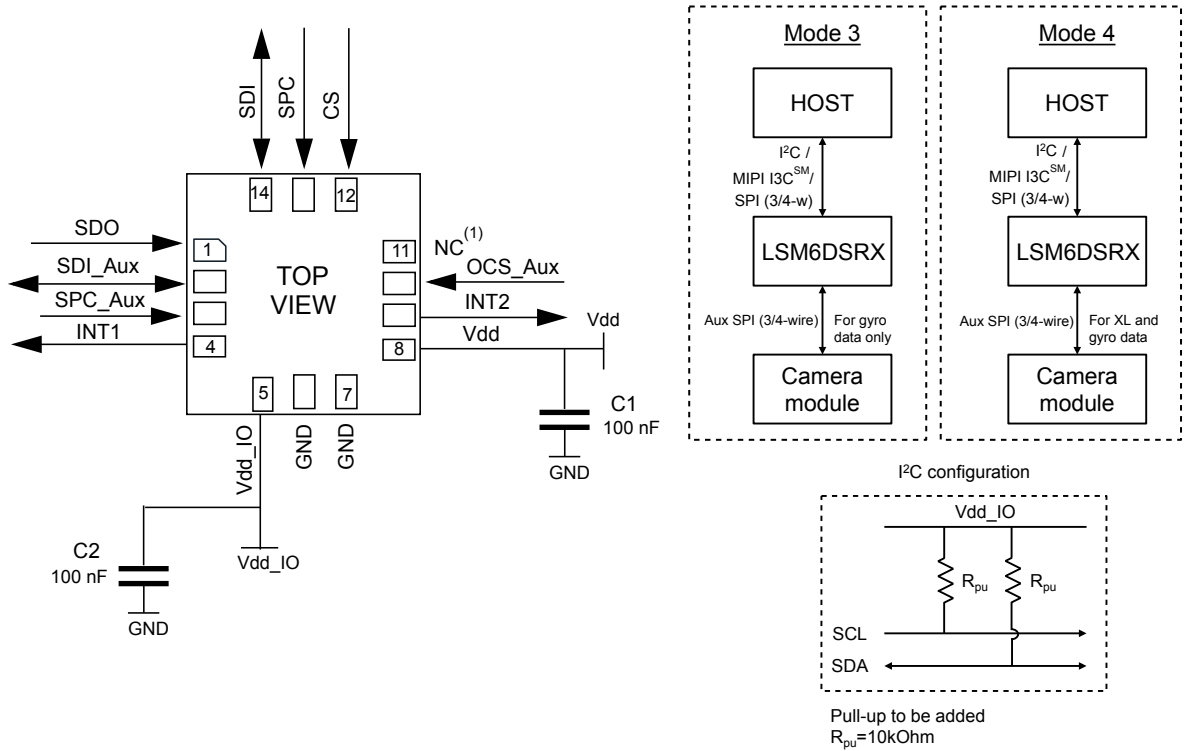 SDI
SPC
CS
14
12
SDO
SDI_Aux
SPC_Aux
INT1
1
4
TOP
VIEW
11
8
NC(1)
OCS_Aux
INT2
Vdd
Vdd
5
7
Vdd_IO
GND
GND
C1
100 nF
GND
C2
100 nF
GND
Vdd_IO
Mode 3
HOST
I²C /
MIPI I3C^SM/
SPI (3/4-w)
LSM6DSRX
Aux SPI (3/4-wire)
For gyro
data only
Camera
module
Mode 4
HOST
I²C /
MIPI I3C^SM/
SPI (3/4-w)
LSM6DSRX
Aux SPI (3/4-wire)
For XL and
gyro data
Camera
module
I²C configuration
Vdd_IO
Rpu
Rpu
SCL
SDA
Pull-up to be added
Rpu=10kOhm